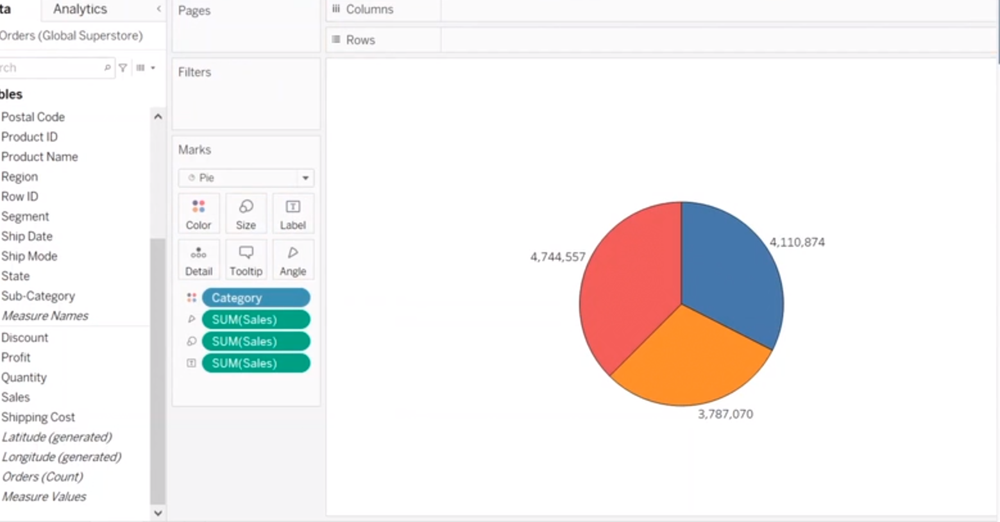 ta
Analytics
Orders (Global Superstore)
rch
bles
Postal Code
Product ID
Product Name
Region
Row ID
Segment
Ship Date
Ship Mode
State
Sub-Category
Measure Names
Discount
Profit
Quantity
Sales
Shipping Cost
Latitude (generated)
Longitude (generated)
Orders (Count)
Measure Values
Pages
Filters
Marks
Pie
Color
Size
Label
Detail
Tooltip
Angle
Category
SUM(Sales)
SUM(Sales)
SUM(Sales)
Columns
Rows
4,110,874
4,744,557
3,787,070